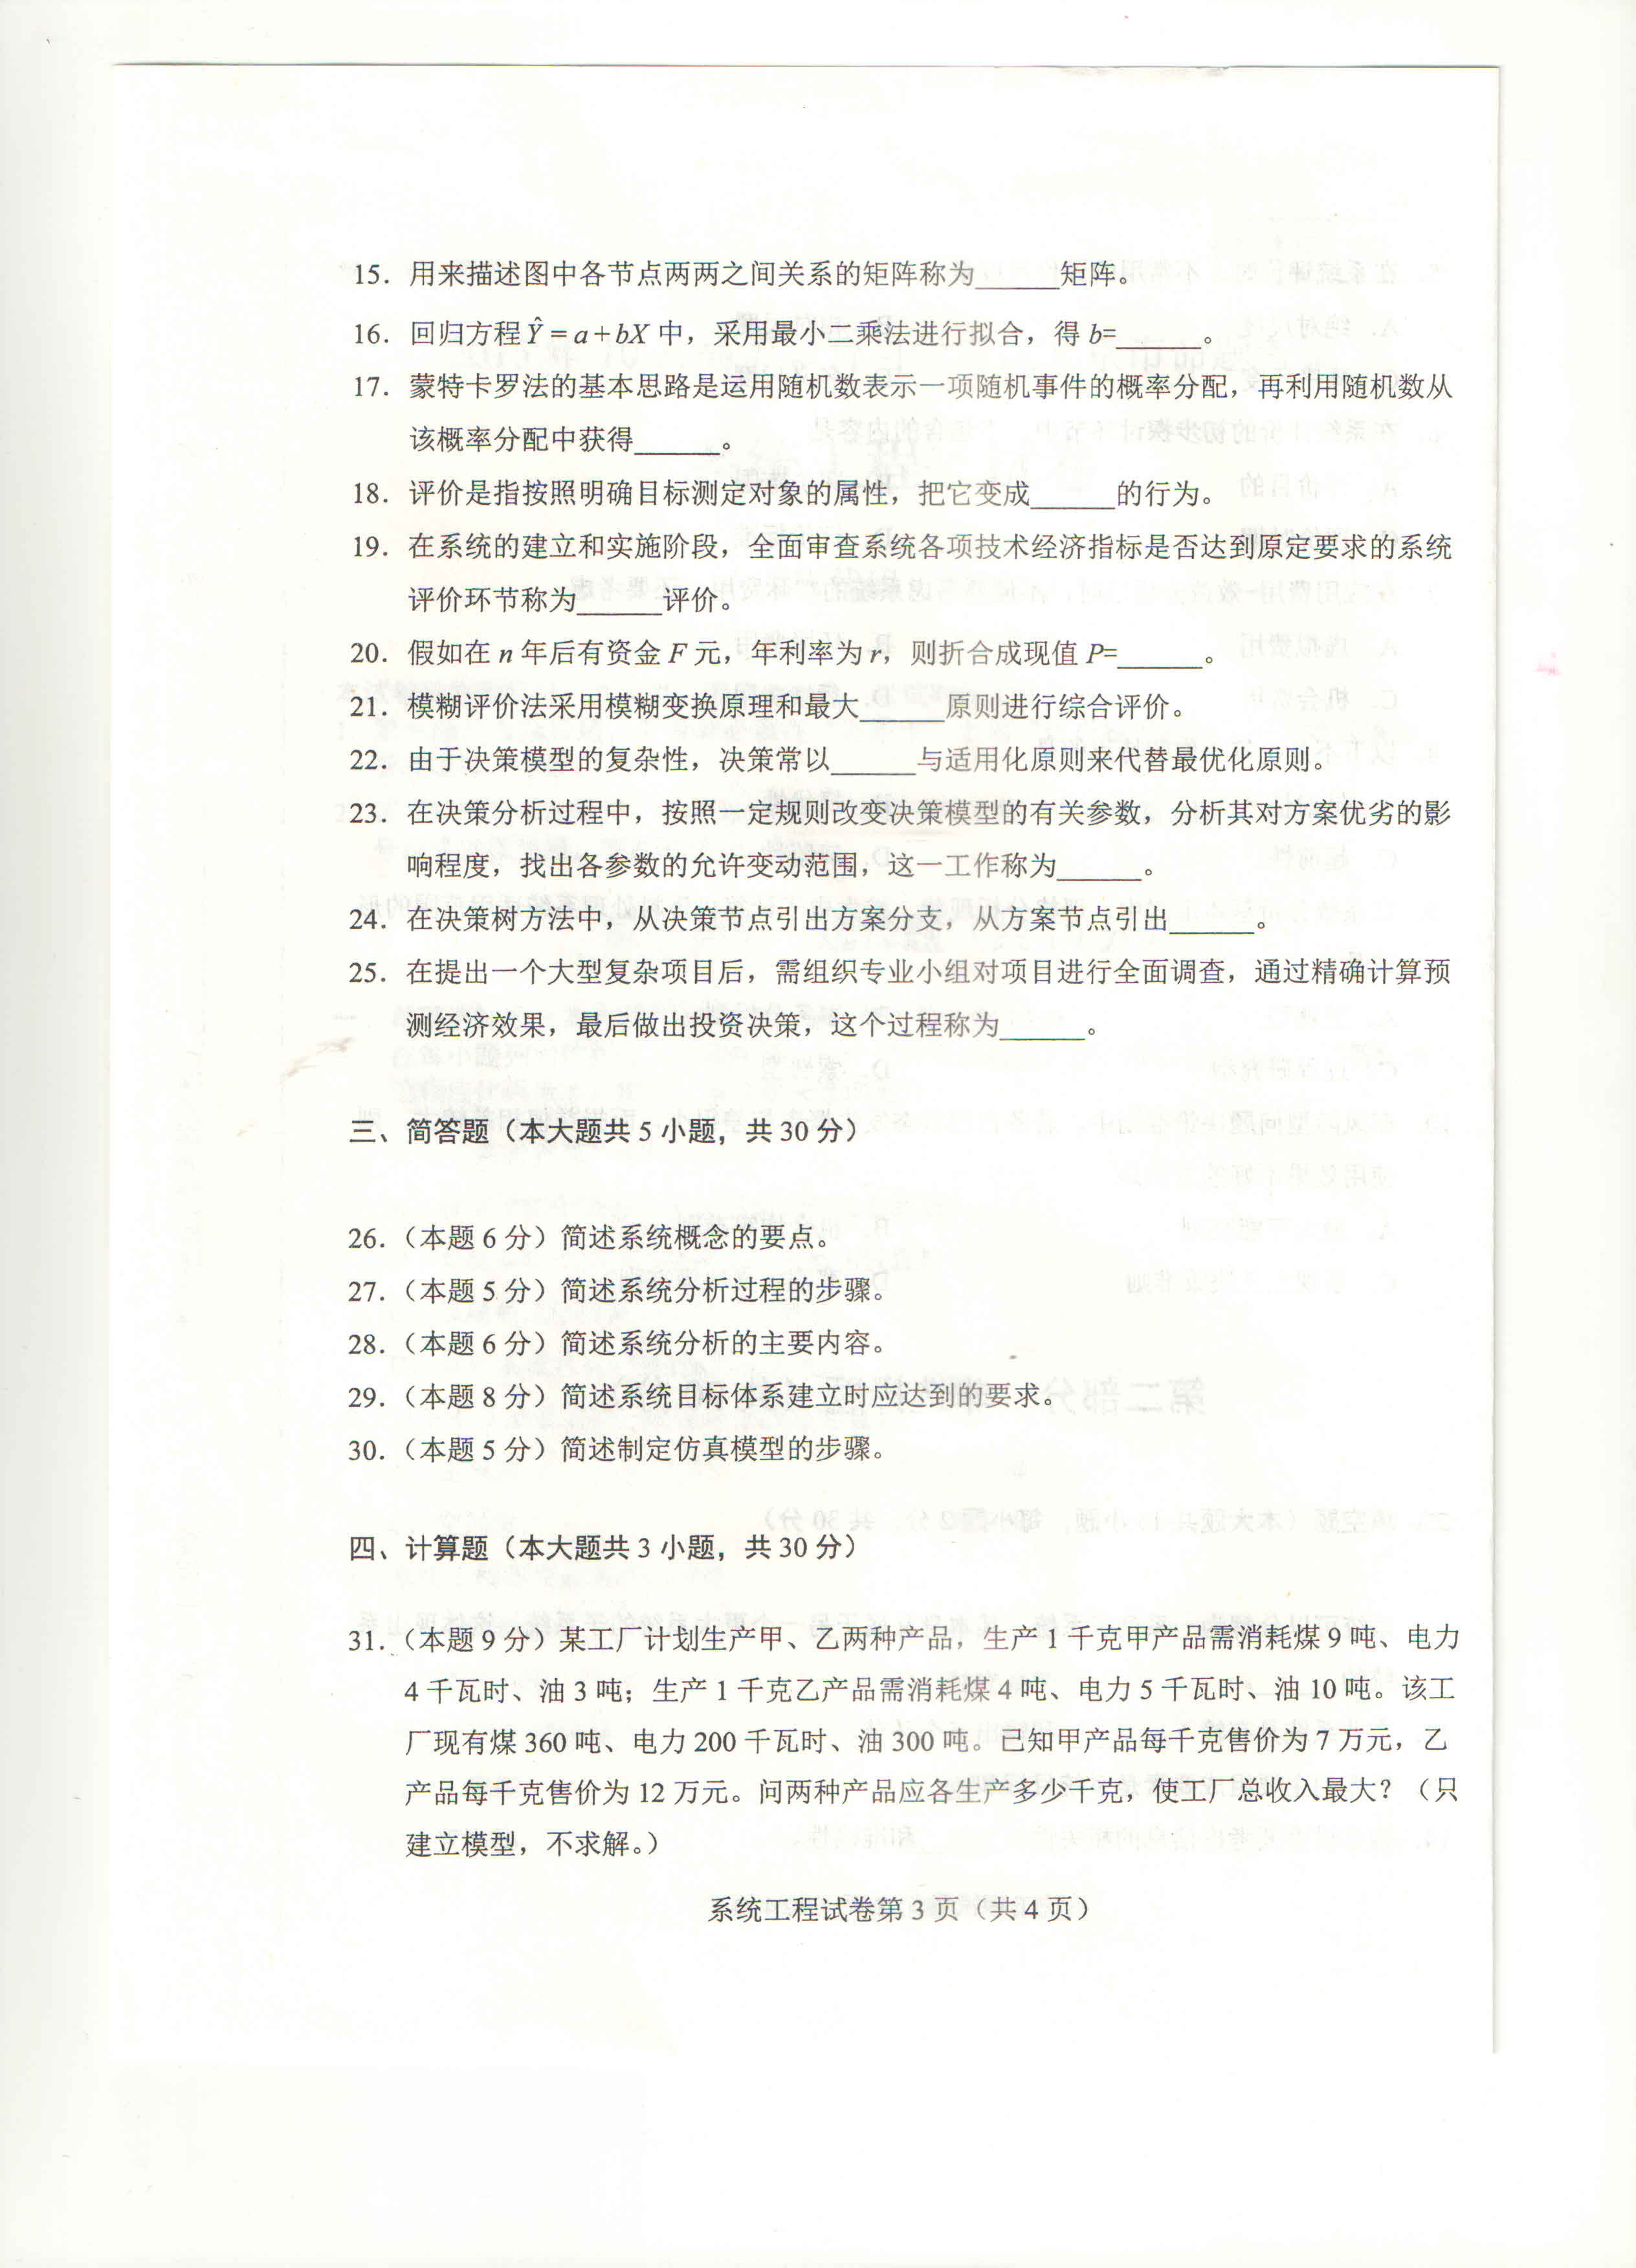 15. 用来描述图中各节点两两之间关系的矩阵称为______矩阵。
16. 回归方程Ŷ = a + bX 中，采用最小二乘法进行拟合，得 b=______。
17. 蒙特卡罗法的基本思路是运用随机数表示一项随机事件的概率分配，再利用随机数从
该概率分配中获得______。
18. 评价是指按照明确目标测定对象的属性，把它变成______的行为。
19. 在系统的建立和实施阶段，全面审查系统各项技术经济指标是否达到原定要求的系统
评价环节称为______评价。
20. 假如在 n 年后有资金 F 元，年利率为 r，则折合成现值 P=______。
21. 模糊评价法采用模糊变换原理和最大______原则进行综合评价。
22. 由于决策模型的复杂性，决策常以______与适用化原则来代替最优化原则。
23. 在决策分析过程中，按照一定规则改变决策模型的有关参数，分析其对方案优劣的影
响程度，找出各参数的允许变动范围，这一工作称为______。
24. 在决策树方法中，从决策节点引出方案分支，从方案节点引出______。
25. 在提出一个大型复杂项目后，需组织专业小组对项目进行全面调查，通过精确计算预
测经济效果，最后做出投资决策，这个过程称为______。
三、简答题（本大题共 5 小题，共 30 分）
26.（本题 6 分）简述系统概念的要点。
27.（本题 5 分）简述系统分析过程的步骤。
28.（本题 6 分）简述系统分析的主要内容。
29.（本题 8 分）简述系统目标体系建立时应达到的要求。
30.（本题 5 分）简述制定仿真模型的步骤。
四、计算题（本大题共 3 小题，共 30 分）
31.（本题 9 分）某工厂计划生产甲、乙两种产品，生产 1 千克甲产品需消耗煤 9 吨、电力
4 千瓦时、油 3 吨；生产 1 千克乙产品需消耗煤 4 吨、电力 5 千瓦时、油 10 吨。该工
厂现有煤 360 吨、电力 200 千瓦时、油 300 吨。已知甲产品每千克售价为 7 万元，乙
产品每千克售价为 12 万元。问两种产品应各生产多少千克，使工厂总收入最大？（只
建立模型，不求解。）
系统工程试卷第 3 页（共 4 页）